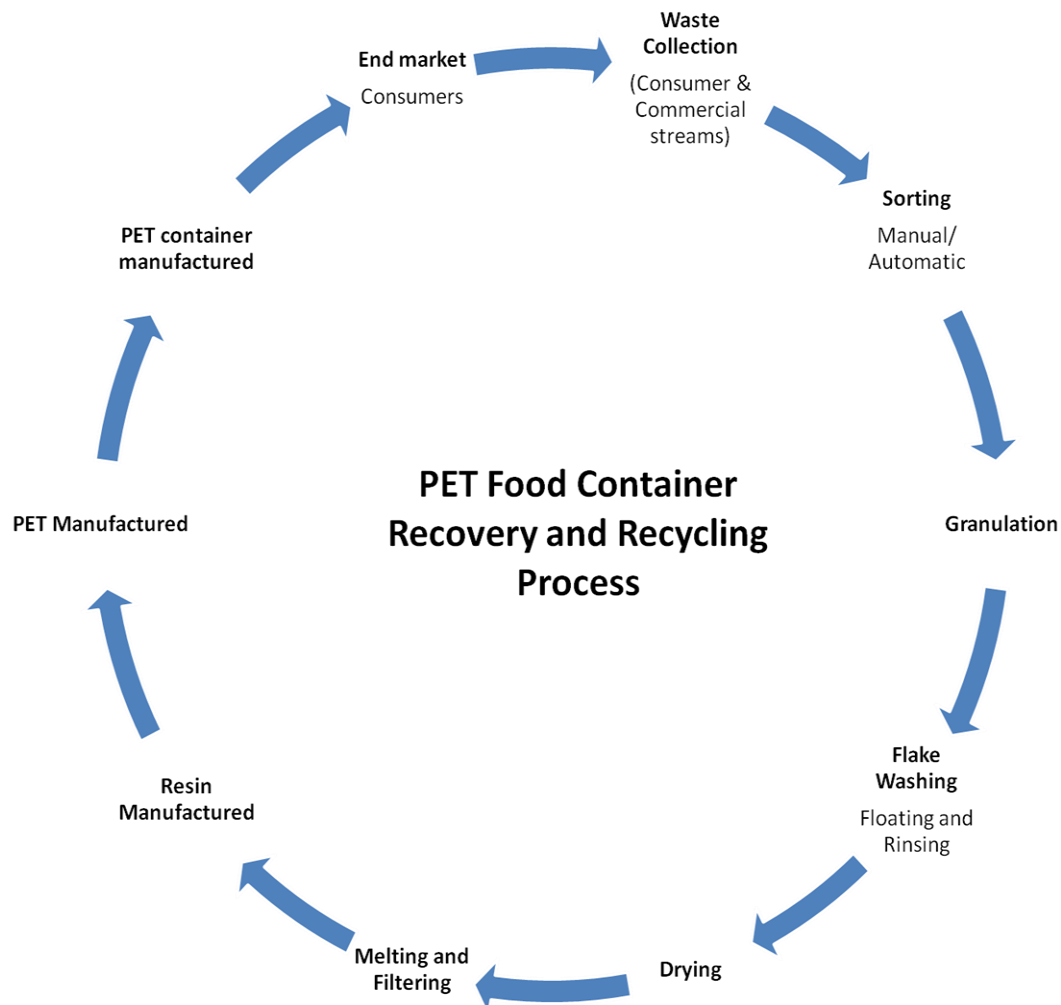 PET Food Container
Recovery and Recycling
Process
Waste
Collection
(Consumer &
Commercial
streams)
Sorting
Manual/
Automatic
Granulation
Flake
Washing
Floating and
Rinsing
Drying
Melting and
Filtering
Resin
Manufactured
PET Manufactured
PET container
manufactured
End market
Consumers